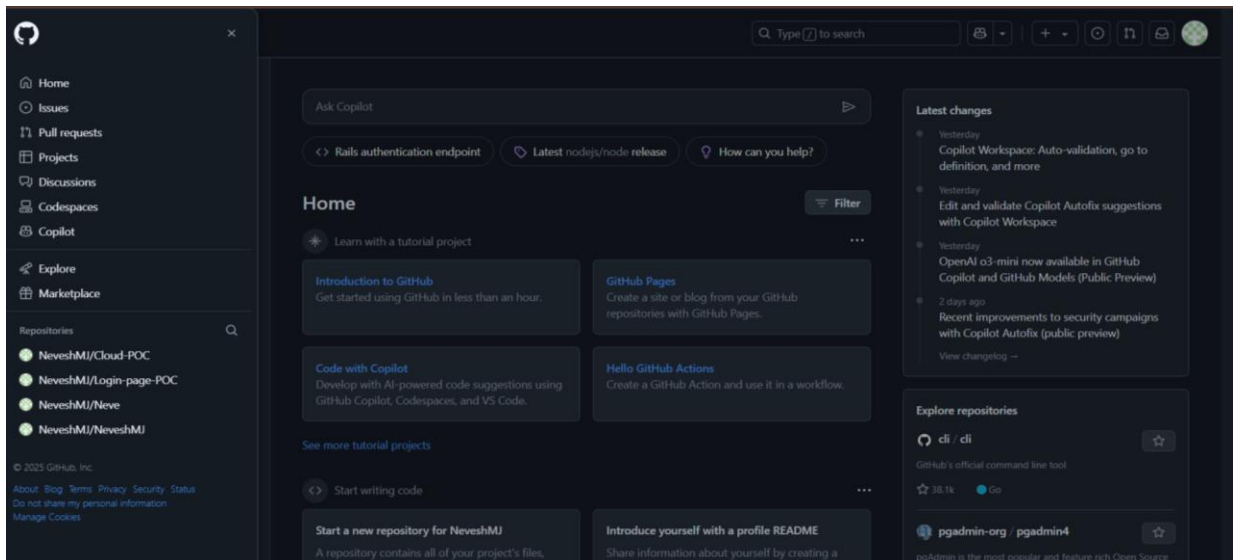 Type / to search
Home
Issues
Pull requests
Projects
Discussions
Codespaces
Copilot
Explore
Marketplace
Repositories
NeveshMJ/Cloud-POC
NeveshMJ/Login-page-POC
NeveshMJ/Neve
NeveshMJ/NeveshMJ
© 2025 GitHub, Inc.
About Blog Terms Privacy Security Status
Do not share my personal information
Manage Cookies
Ask Copilot
Rails authentication endpoint
Latest nodejs/node release
How can you help?
Home
Filter
Learn with a tutorial project
Introduction to GitHub
Get started using GitHub in less than an hour.
GitHub Pages
Create a site or blog from your GitHub
repositories with GitHub Pages.
Code with Copilot
Develop with AI-powered code suggestions using
GitHub Copilot, Codespaces, and VS Code.
Hello GitHub Actions
Create a GitHub Action and use it in a workflow.
See more tutorial projects
Start writing code
Start a new repository for NeveshMJ
A repository contains all of your project's files,
Introduce yourself with a profile README
Share information about yourself by creating a
Latest changes
Yesterday
Copilot Workspace: Auto-validation, go to
definition, and more
Yesterday
Edit and validate Copilot Autofix suggestions
with Copilot Workspace
Yesterday
OpenAI o3-mini now available in GitHub
Copilot and GitHub Models (Public Preview)
2 days ago
Recent improvements to security campaigns
with Copilot Autofix (public preview)
View changelog →
Explore repositories
cli / cli
GitHub's official command line tool
38.1k Go
pgadmin-org / pgadmin4
pgAdmin is the most popular and feature rich Open Source